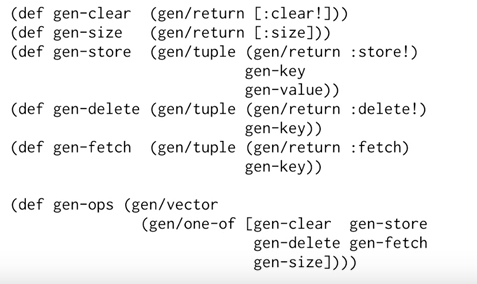 (def gen-clear  (gen/return [:clear!]))
(def gen-size   (gen/return [:size]))
(def gen-store  (gen/tuple (gen/return :store!)
                           gen-key
                           gen-value))
(def gen-delete (gen/tuple (gen/return :delete!)
                           gen-key))
(def gen-fetch  (gen/tuple (gen/return :fetch)
                           gen-key))

(def gen-ops (gen/vector
               (gen/one-of [gen-clear  gen-store
                            gen-delete gen-fetch
                            gen-size])))